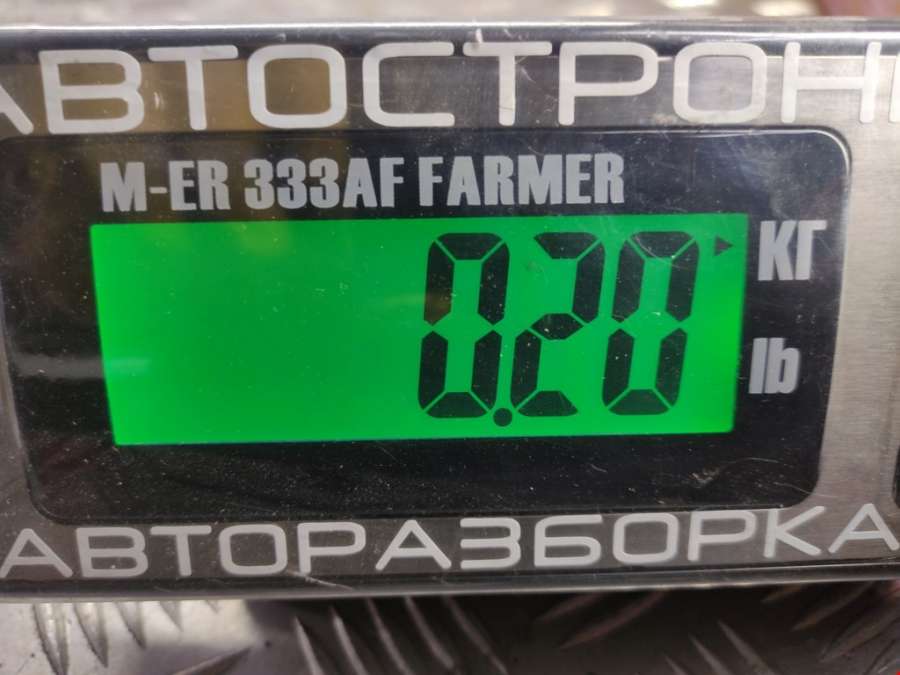 АВТОСТРОН
M-ER 333AF FARMER
0.20
КГ
lb
АВТОРАЗБОРКА